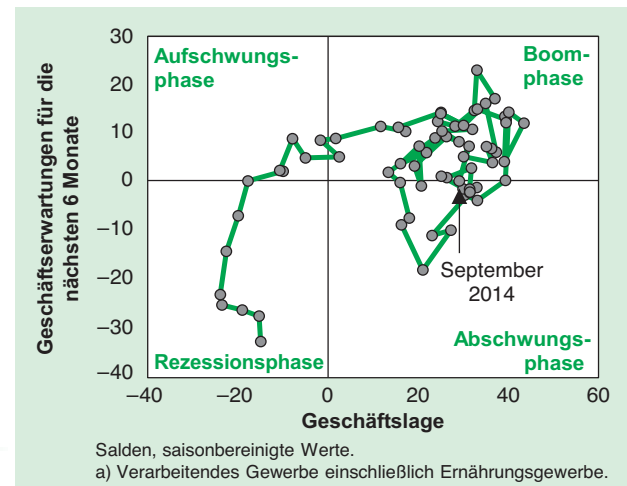 Geschäftserwartungen für die
nächsten 6 Monate
30
20
10
0
–10
–20
–30
–40
Aufschwungs-
phase
Boom-
phase
September
2014
Rezessionsphase
Abschwungs-
phase
–40
–20
0
20
40
60
Geschäftslage
Salden, saisonbereinigte Werte.
a) Verarbeitendes Gewerbe einschließlich Ernährungsgewerbe.